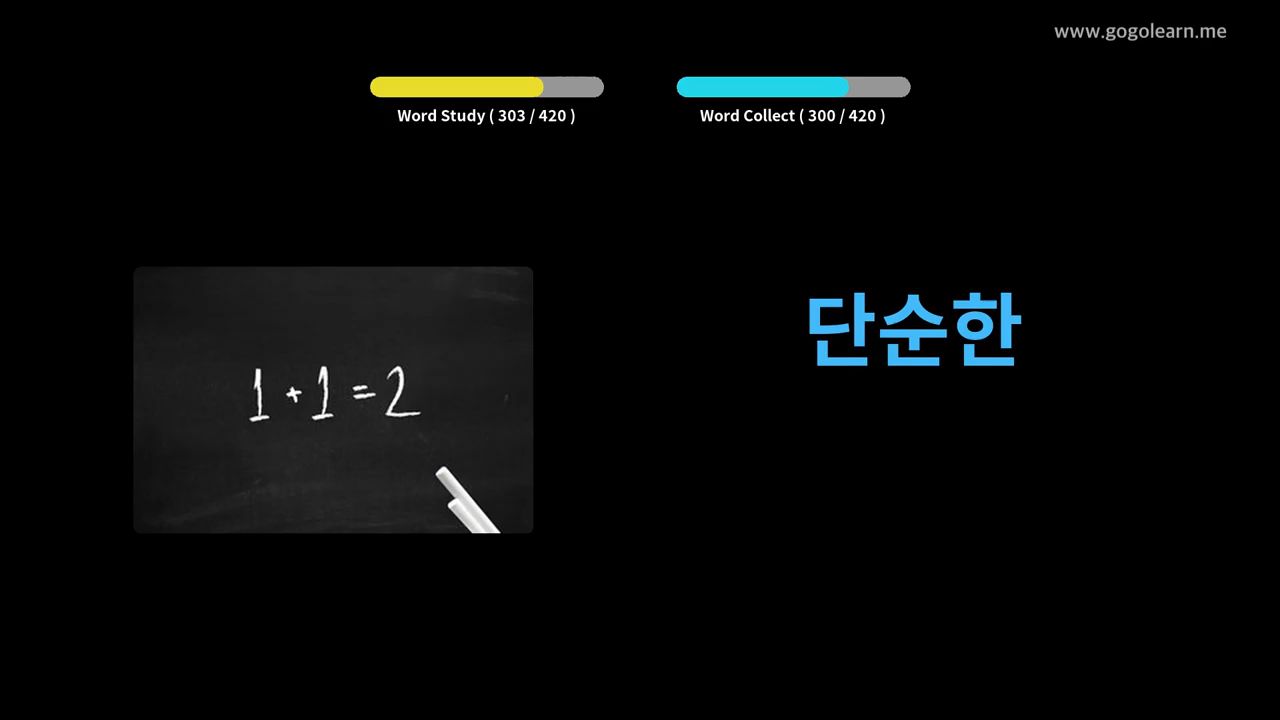 www.gogolearn.me
Word Study ( 303 / 420 )
Word Collect ( 300 / 420 )
단순한
1 + 1 = 2